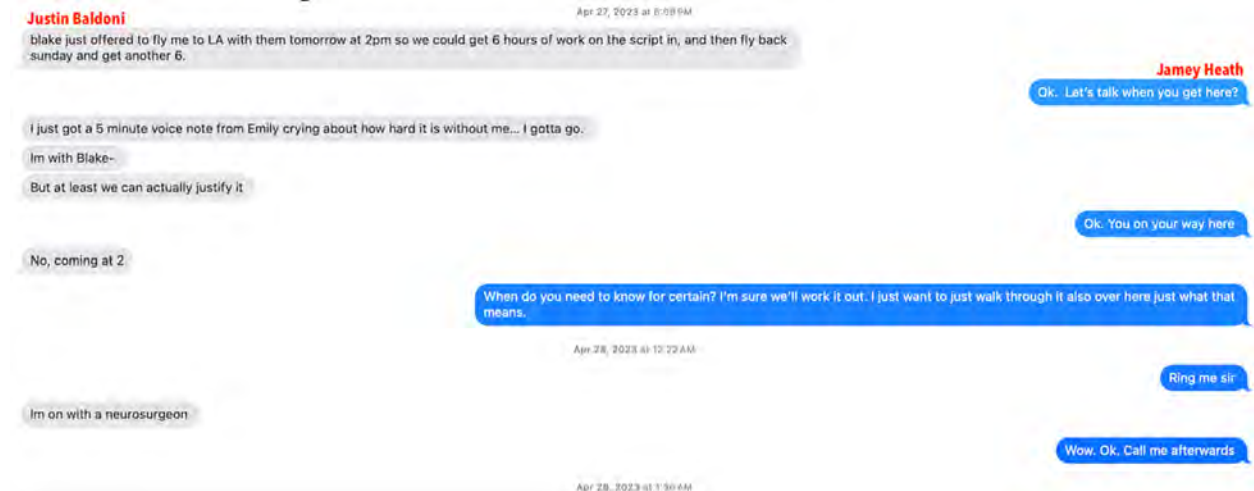 Apr 27, 2023 at 6:08 PM
Justin Baldoni
blake just offered to fly me to LA with them tomorrow at 2pm so we could get 6 hours of work on the script in, and then fly back
sunday and get another 6.
Jamey Heath
Ok. Let's talk when you get here?
I just got a 5 minute voice note from Emily crying about how hard it is without me... I gotta go.
Im with Blake-
But at least we can actually justify it
Ok. You on your way here
No, coming at 2
When do you need to know for certain? I'm sure we'll work it out. I just want to just walk through it also over here just what that
means.
Apr 28, 2023 at 12:22 AM
Ring me sir
Im on with a neurosurgeon
Wow. Ok. Call me afterwards
Apr 28, 2023 at AM